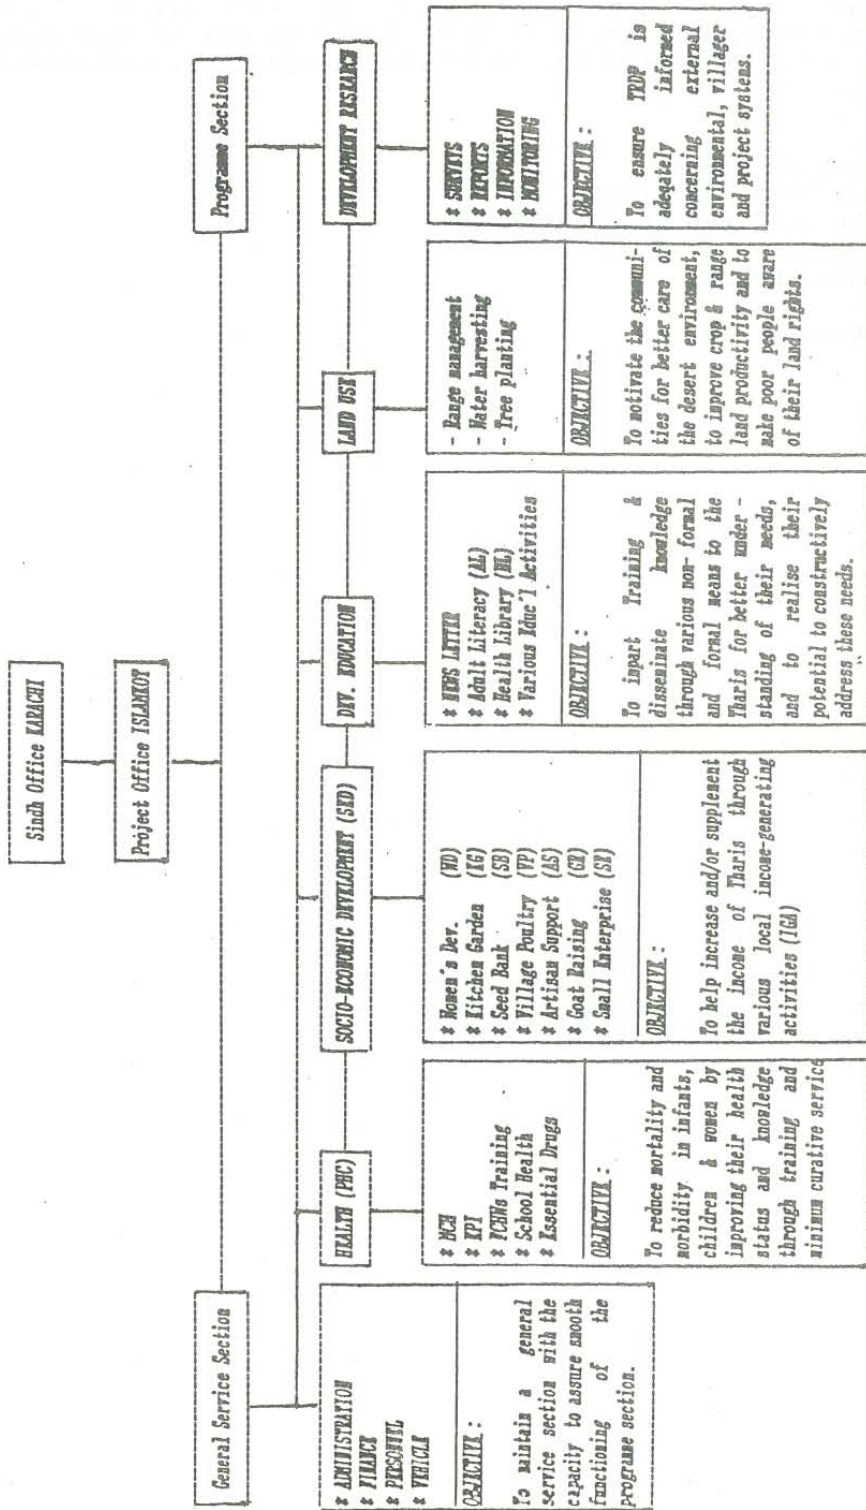 Sindh Office KARACHI
Project Office ISLAMKOT
General Service Section
Programme Section
HEALTH (PHC)
SOCIO-ECONOMIC DEVELOPMENT (SED)
DEV. EDUCATION
LAND USE
DEVELOPMENT RESEARCH
* ADMINISTRATION
* FINANCE
* PERSONNEL
* VEHICLE
OBJECTIVE :
To maintain a general
service section with the
capacity to assure smooth
functioning of the
programme section.
* MCH
* EPI
* FCHWs Training
* School Health
* Essential Drugs
OBJECTIVE :
To reduce mortality and
morbidity in infants,
children & women by
improving their health
status and knowledge
through training and
minimum curative service
* Women's Dev. (WD)
* Kitchen Garden (KG)
* Seed Bank (SB)
* Village Poultry (VP)
* Artisan Support (AS)
* Goat Raising (GR)
* Small Enterprise (SE)
OBJECTIVE :
To help increase and/or supplement
the income of Tharis through
various local income-generating
activities (IGA)
* NEWS LETTER
* Adult Literacy (AL)
* Health Library (HL)
* Various Educ'l Activities
OBJECTIVE :
To impart Training &
disseminate knowledge
through various non- formal
and formal means to the
Tharis for better under -
standing of their needs,
and to realise their
potential to constructively
address these needs.
- Range management
- Water harvesting
- Tree planting
OBJECTIVE :
To motivate the communi-
ties for better care of
the desert environment,
to improve crop & range
land productivity and to
make poor people aware
of their land rights.
* SURVEYS
* REPORTS
* INFORMATION
* MONITORING
OBJECTIVE :
To ensure TRDP is
adeqately informed
concerning external
environmental, villager
and project systems.